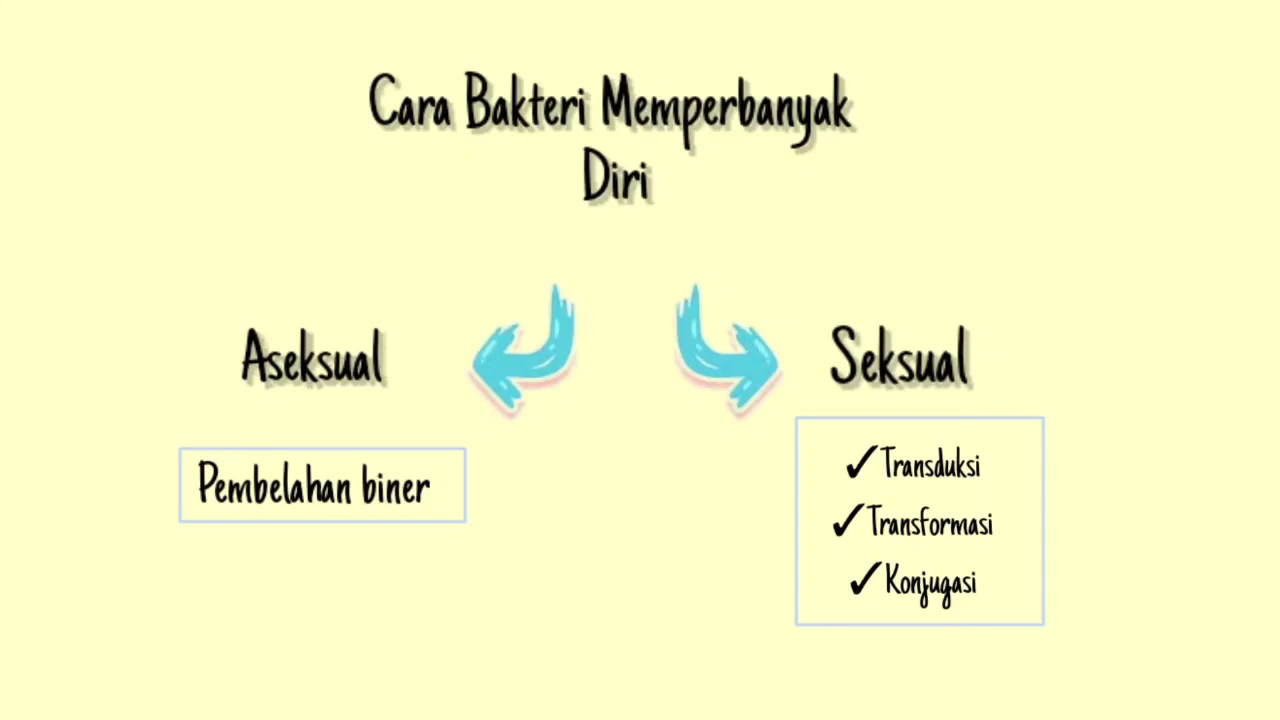 Cara Bakteri Memperbanyak
Diri
Aseksual
Seksual
Pembelahan biner
✓Transduksi
✓Transformasi
✓Konjugasi